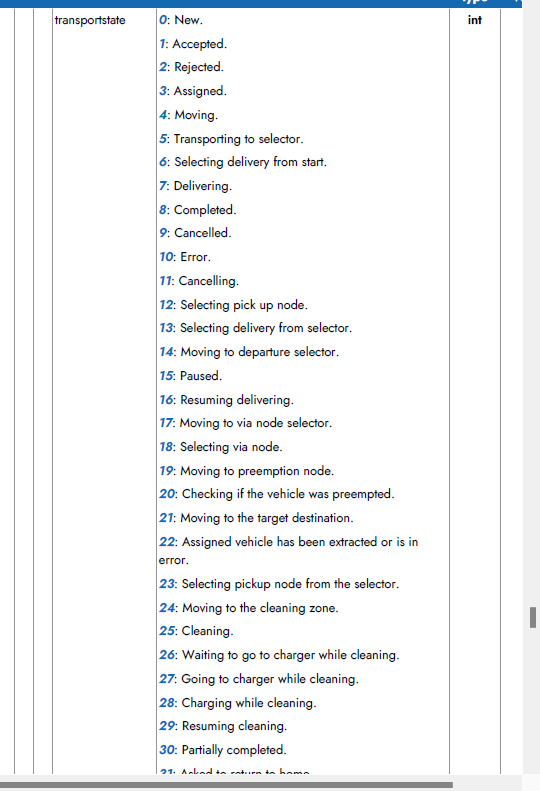 transportstate
0: New.
int
1: Accepted.
2: Rejected.
3: Assigned.
4: Moving.
5: Transporting to selector.
6: Selecting delivery from start.
7: Delivering.
8: Completed.
9: Cancelled.
10: Error.
11: Cancelling.
12: Selecting pick up node.
13: Selecting delivery from selector.
14: Moving to departure selector.
15: Paused.
16: Resuming delivering.
17: Moving to via node selector.
18: Selecting via node.
19: Moving to preemption node.
20: Checking if the vehicle was preempted.
21: Moving to the target destination.
22: Assigned vehicle has been extracted or is in
error.
23: Selecting pickup node from the selector.
24: Moving to the cleaning zone.
25: Cleaning.
26: Waiting to go to charger while cleaning.
27: Going to charger while cleaning.
28: Charging while cleaning.
29: Resuming cleaning.
30: Partially completed.
31: Asked to return to home